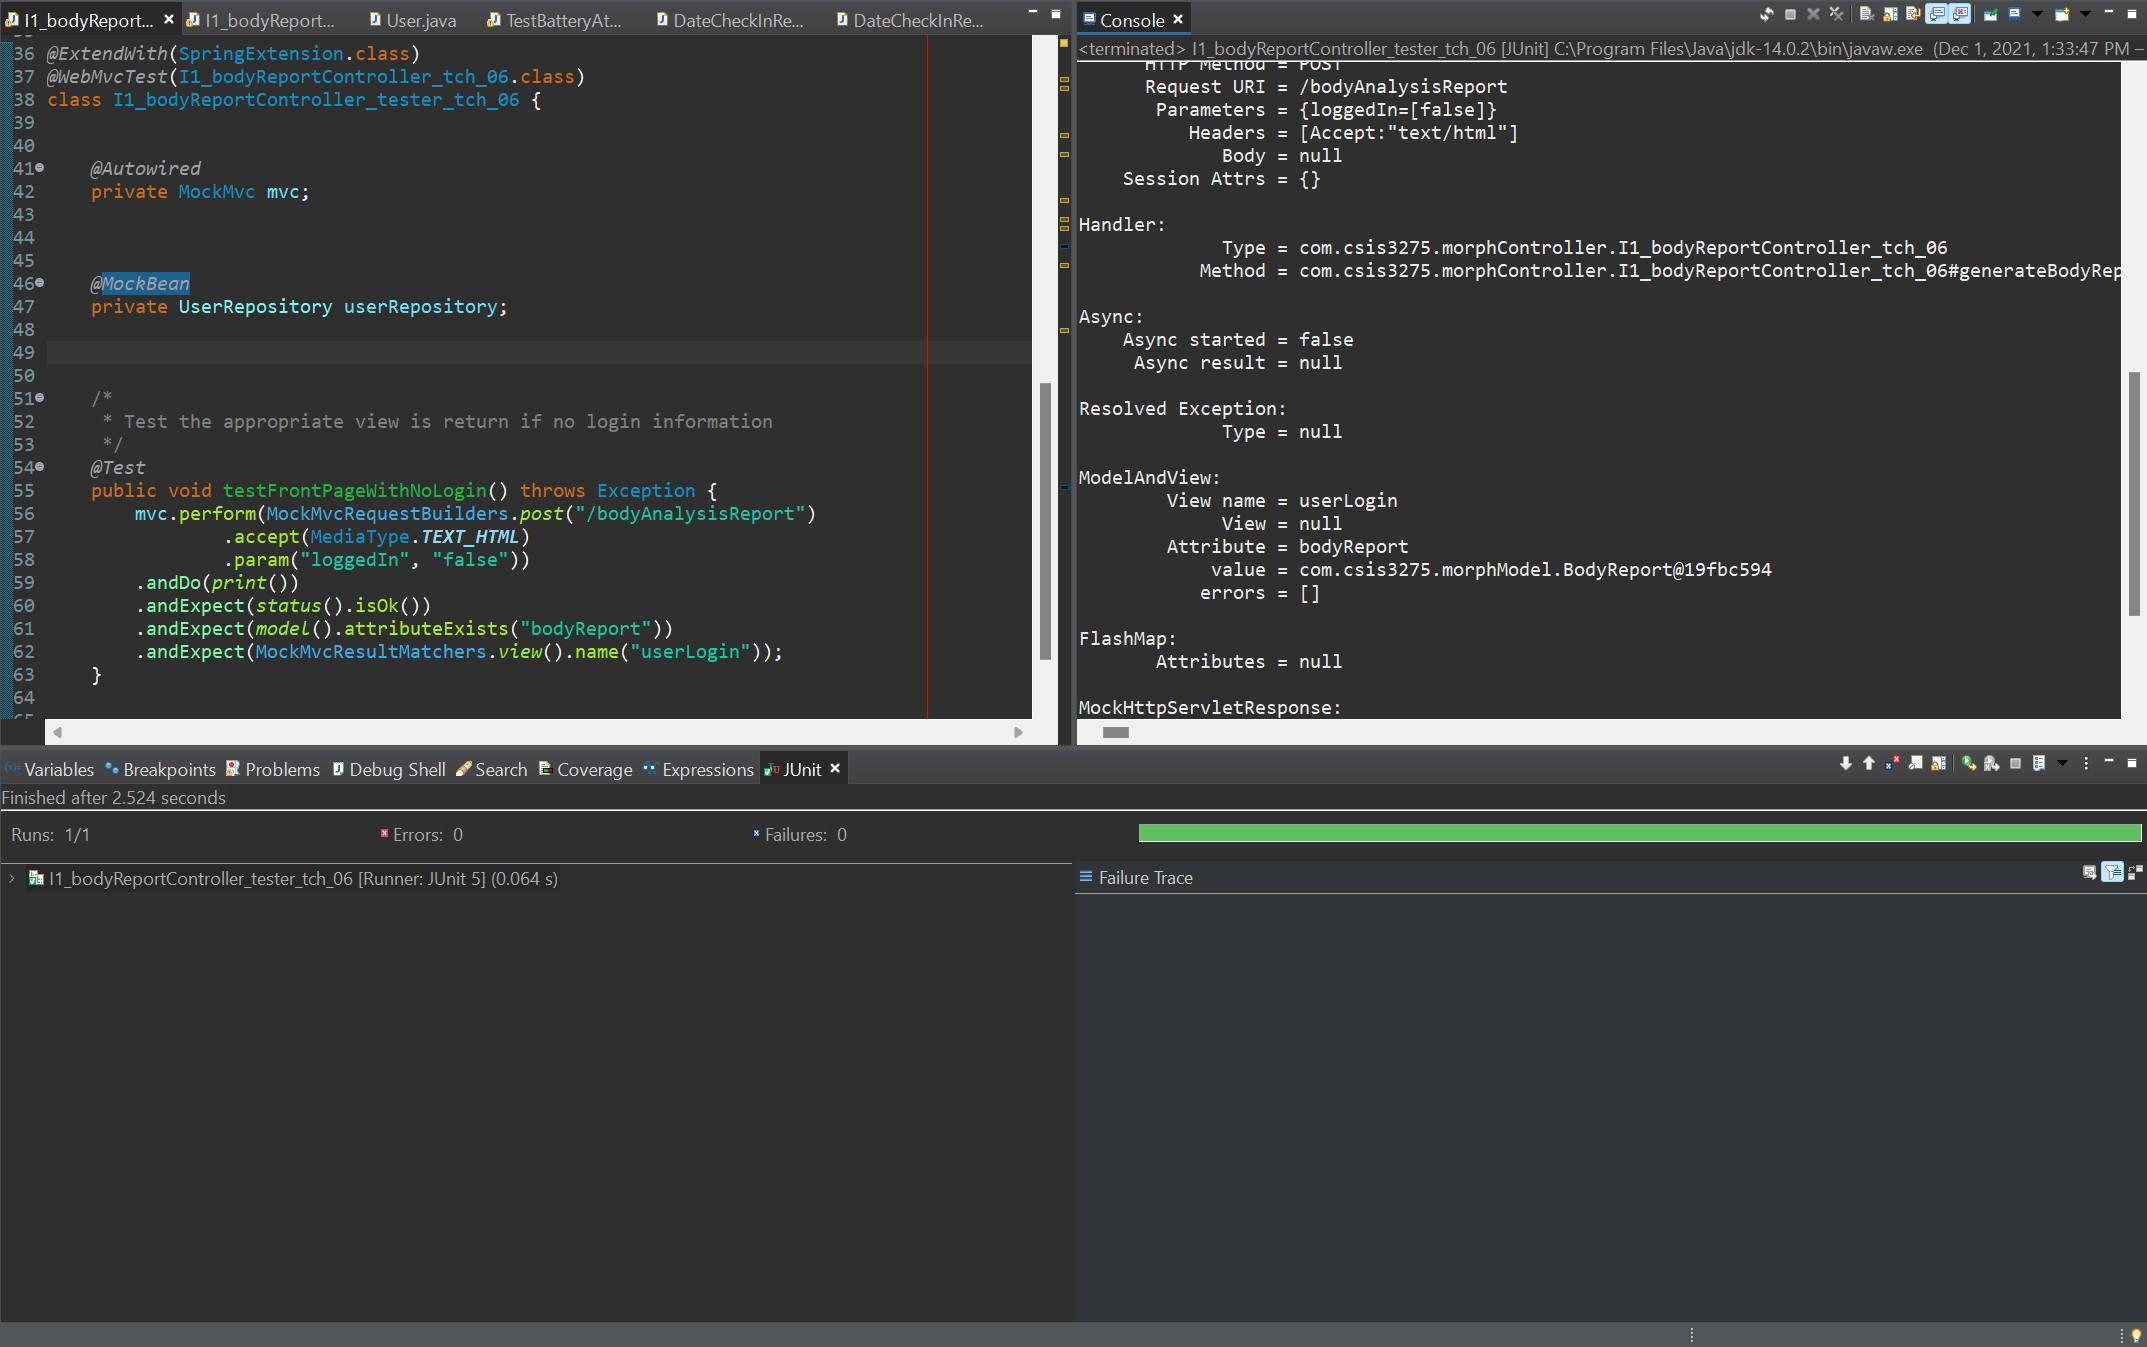 I1_bodyReport...
I1_bodyReport...
User.java
TestBatteryAt...
DateCheckInRe...
DateCheckInRe...
36 @ExtendWith(SpringExtension.class)
37 @WebMvcTest(I1_bodyReportController_tch_06.class)
38 class I1_bodyReportController_tester_tch_06 {
39
40
41 @Autowired
42 private MockMvc mvc;
43
44
45
46 @MockBean
47 private UserRepository userRepository;
48
49
50
51 /*
52 * Test the appropriate view is return if no login information
53 */
54 @Test
55 public void testFrontPageWithNoLogin() throws Exception {
56 mvc.perform(MockMvcRequestBuilders.post("/bodyAnalysisReport")
57 .accept(MediaType.TEXT_HTML)
58 .param("loggedIn", "false"))
59 .andDo(print())
60 .andExpect(status().isOk())
61 .andExpect(model().attributeExists("bodyReport"))
62 .andExpect(MockMvcResultMatchers.view().name("userLogin"));
63 }
64
Console
<terminated> I1_bodyReportController_tester_tch_06 [JUnit] C:\Program Files\Java\jdk-14.0.2\bin\javaw.exe (Dec 1, 2021, 1:33:47 PM –
HTTP Method = POST
Request URI = /bodyAnalysisReport
Parameters = {loggedIn=[false]}
Headers = [Accept:"text/html"]
Body = null
Session Attrs = {}
Handler:
Type = com.csis3275.morphController.I1_bodyReportController_tch_06
Method = com.csis3275.morphController.I1_bodyReportController_tch_06#generateBodyRep
Async:
Async started = false
Async result = null
Resolved Exception:
Type = null
ModelAndView:
View name = userLogin
View = null
Attribute = bodyReport
value = com.csis3275.morphModel.BodyReport@19fbc594
errors = []
FlashMap:
Attributes = null
MockHttpServletResponse:
Variables
Breakpoints
Problems
Debug Shell
Search
Coverage
Expressions
JUnit
Finished after 2.524 seconds
Runs: 1/1
Errors: 0
Failures: 0
I1_bodyReportController_tester_tch_06 [Runner: JUnit 5] (0.064 s)
Failure Trace